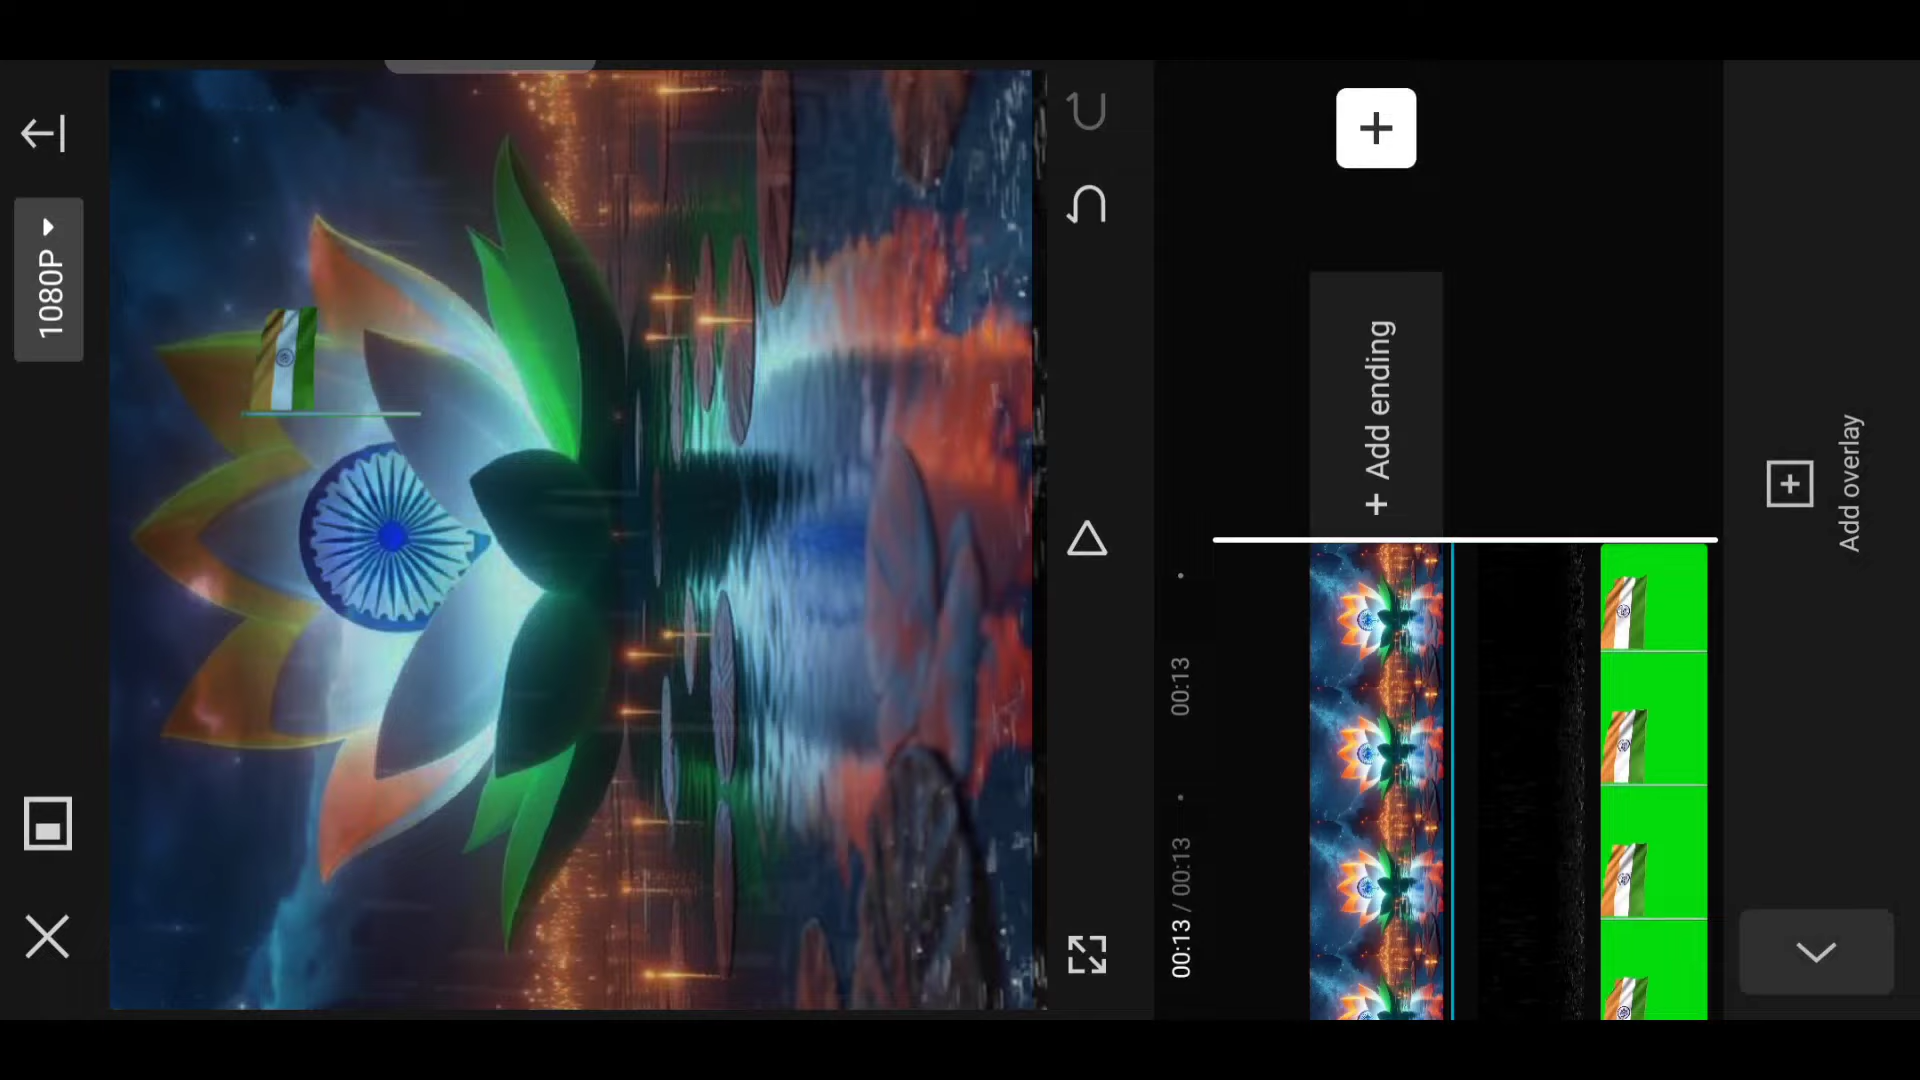 1080P
00:13 / 00:13
00:13
+ Add ending
Add overlay